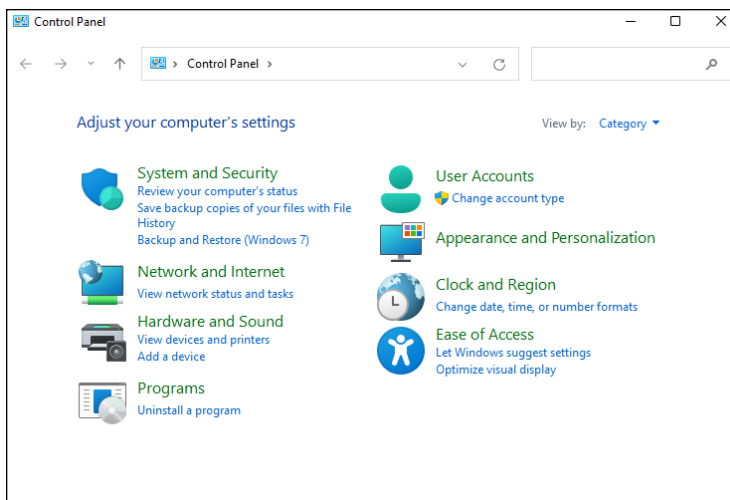 Control Panel
Control Panel
Adjust your computer's settings
View by: Category
System and Security
Review your computer's status
Save backup copies of your files with File
History
Backup and Restore (Windows 7)
Network and Internet
View network status and tasks
Hardware and Sound
View devices and printers
Add a device
Programs
Uninstall a program
User Accounts
Change account type
Appearance and Personalization
Clock and Region
Change date, time, or number formats
Ease of Access
Let Windows suggest settings
Optimize visual display